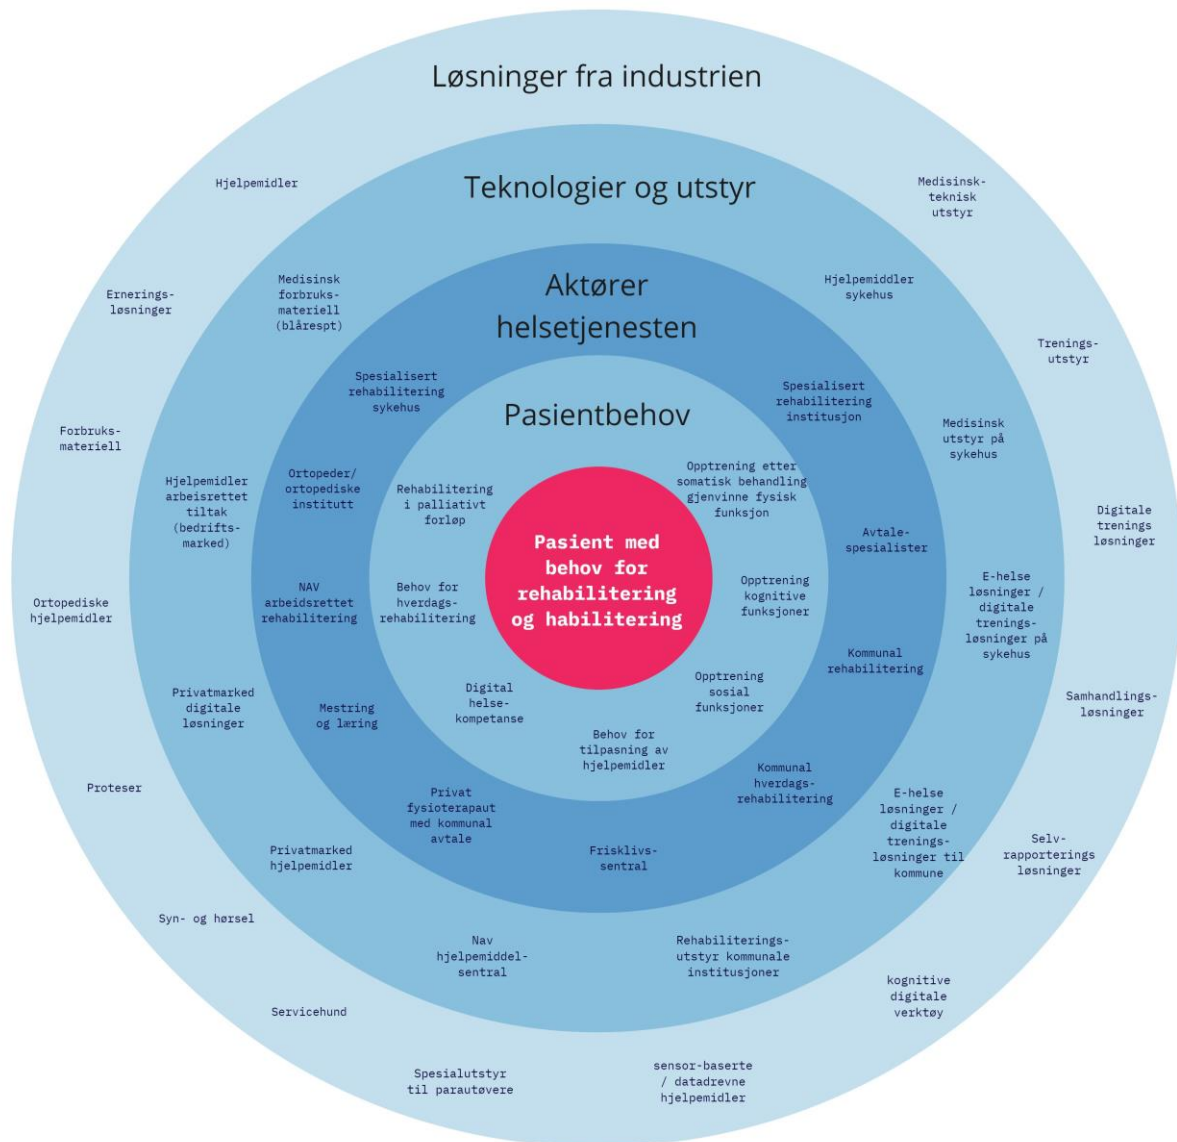 Løsninger fra industrien
Hjelpemidler
Medisinsk-
teknisk
utstyr
Ernerings-
løsninger
Trenings-
utstyr
Forbruks-
materiell
Digitale
trenings
løsninger
Ortopediske
hjelpemidler
Samhandlings-
løsninger
Proteser
Selv-
rapporterings
løsninger
Syn- og hørsel
kognitive
digitale
verktøy
Servicehund
Spesialutstyr
til parautøvere
sensor-baserte
/ datadrevne
hjelpemidler
Teknologier og utstyr
Medisinsk
forbruks-
materiell
(blårespt)
Hjelpemiddler
sykehus
Medisinsk
utstyr på
sykehus
Hjelpemidler
arbeisrettet
tiltak
(bedrifts-
marked)
E-helse
løsninger /
digitale
trenings-
løsninger på
sykehus
Privatmarked
digitale
løsninger
E-helse
løsninger /
digitale
trenings-
løsninger til
kommune
Privatmarked
hjelpemidler
Nav
hjelpemiddel-
sentral
Rehabiliterings-
utstyr kommunale
institusjoner
Aktører
helsetjenesten
Spesialisert
rehabilitering
sykehus
Spesialisert
rehabilitering
institusjon
Ortopeder/
ortopediske
institutt
Avtale-
spesialister
NAV
arbeidsrettet
rehabilitering
Kommunal
rehabilitering
Mestring
og læring
Kommunal
hverdags-
rehabilitering
Privat
fysioterapaut
med kommunal
avtale
Frisklivs-
sentral
Pasientbehov
Rehabilitering
i palliativt
forløp
Opptrening etter
somatisk behandling
gjenvinne fysisk
funksjon
Behov for
hverdags-
rehabilitering
Opptrening
kognitive
funksjoner
Digital
helse-
kompetanse
Opptrening
sosial
funksjoner
Behov for
tilpasning av
hjelpemidler
Pasient med
behov for
rehabilitering
og habilitering